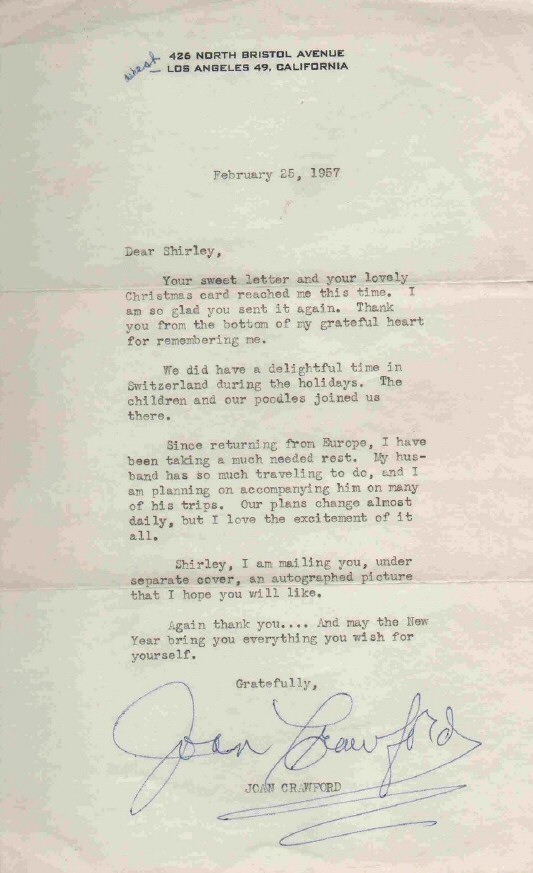 west
426 NORTH BRISTOL AVENUE
LOS ANGELES 49, CALIFORNIA
February 25, 1957
Dear Shirley,
Your sweet letter and your lovely
Christmas card reached me this time. I
am so glad you sent it again. Thank
you from the bottom of my grateful heart
for remembering me.
We did have a delightful time in
Switzerland during the holidays. The
children and our poodles joined us
there.
Since returning from Europe, I have
been taking a much needed rest. My hus-
band has so much traveling to do, and I
am planning on accompanying him on many
of his trips. Our plans change almost
daily, but I love the excitement of it
all.
Shirley, I am mailing you, under
separate cover, an autographed picture
that I hope you will like.
Again thank you.... And may the New
Year bring you everything you wish for
yourself.
Gratefully,
Joan Crawford
JOAN CRAWFORD